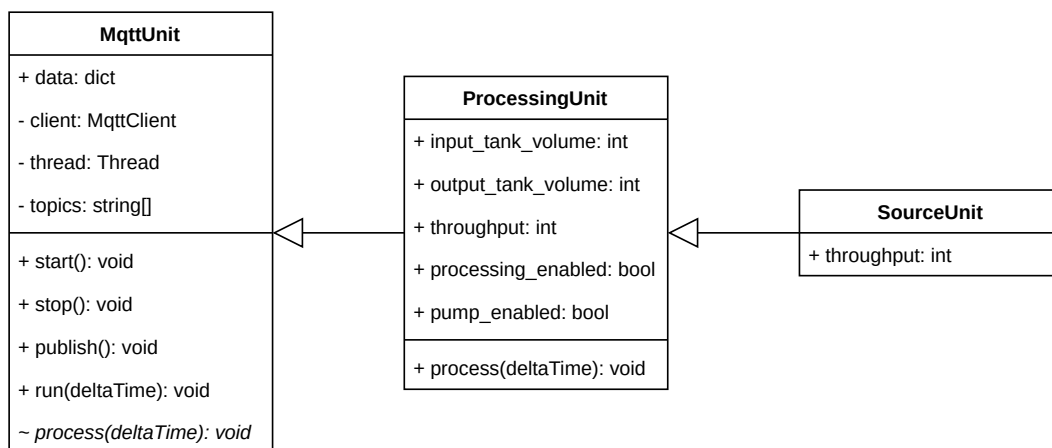 MqttUnit
+ data: dict
- client: MqttClient
- thread: Thread
- topics: string[]
+ start(): void
+ stop(): void
+ publish(): void
+ run(deltaTime): void
~ process(deltaTime): void
ProcessingUnit
+ input_tank_volume: int
+ output_tank_volume: int
+ throughput: int
+ processing_enabled: bool
+ pump_enabled: bool
+ process(deltaTime): void
SourceUnit
+ throughput: int